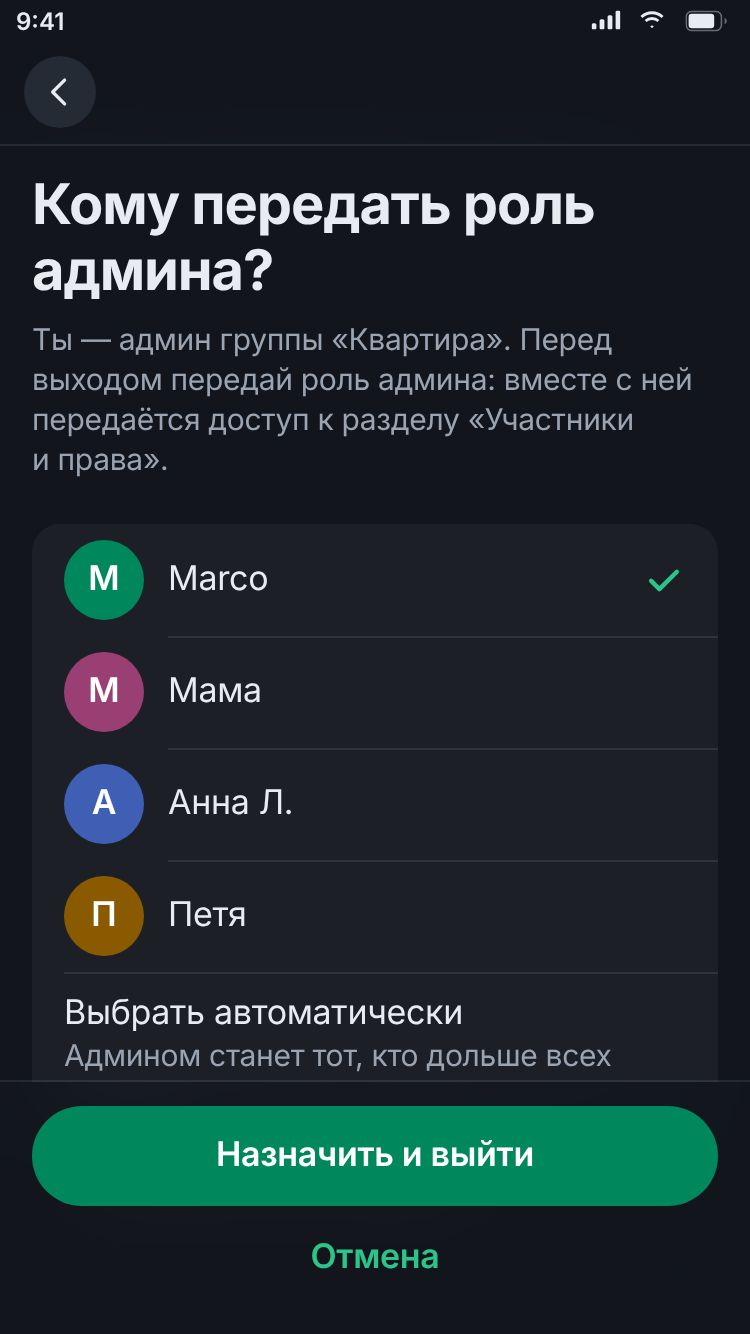 9:41
Кому передать роль
админа?
Ты — админ группы «Квартира». Перед
выходом передай роль админа: вместе с ней
передаётся доступ к разделу «Участники
и права».
М Marco
М Мама
А Анна Л.
П Петя
Выбрать автоматически
Админом станет тот, кто дольше всех
Назначить и выйти
Отмена